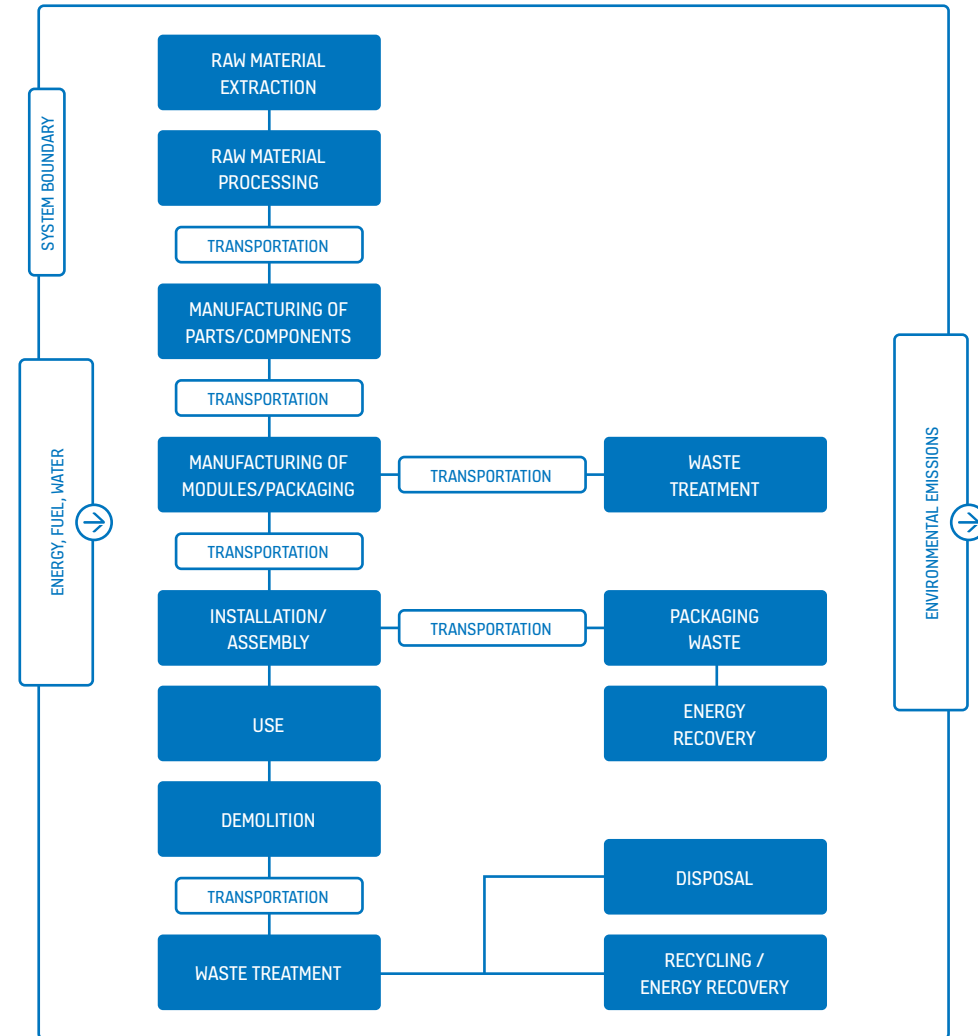 RAW MATERIAL
EXTRACTION
SYSTEM BOUNDARY
RAW MATERIAL
PROCESSING
TRANSPORTATION
MANUFACTURING OF
PARTS/COMPONENTS
TRANSPORTATION
ENERGY, FUEL, WATER
MANUFACTURING OF
MODULES/PACKAGING
TRANSPORTATION
WASTE
TREATMENT
ENVIRONMENTAL EMISSIONS
TRANSPORTATION
INSTALLATION/
ASSEMBLY
TRANSPORTATION
PACKAGING
WASTE
USE
ENERGY
RECOVERY
DEMOLITION
TRANSPORTATION
DISPOSAL
WASTE TREATMENT
RECYCLING /
ENERGY RECOVERY